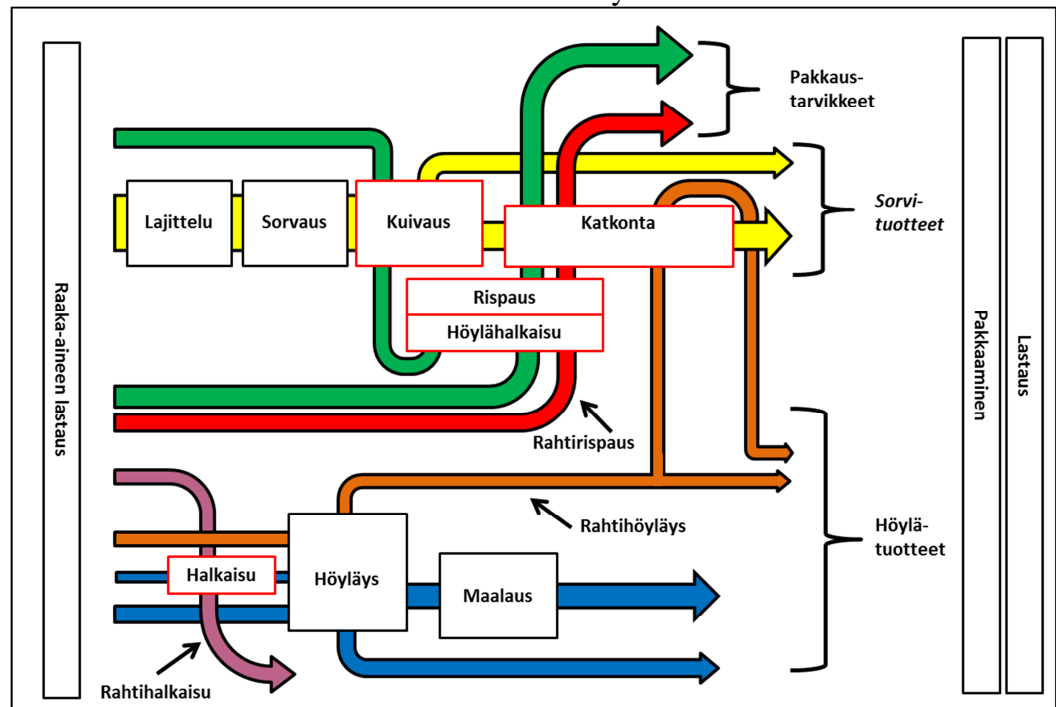 Raaka-aineen lastaus
Pakkaus-
tarvikkeet
Lajittelu
Sorvaus
Kuivaus
Katkonta
Sorvi-
tuotteet
Rispaus
Höylähalkaisu
Rahtirispaus
Rahtihöyläys
Halkaisu
Höyläys
Maalaus
Höylä-
tuotteet
Rahtihalkaisu
Pakkaaminen
Lastaus